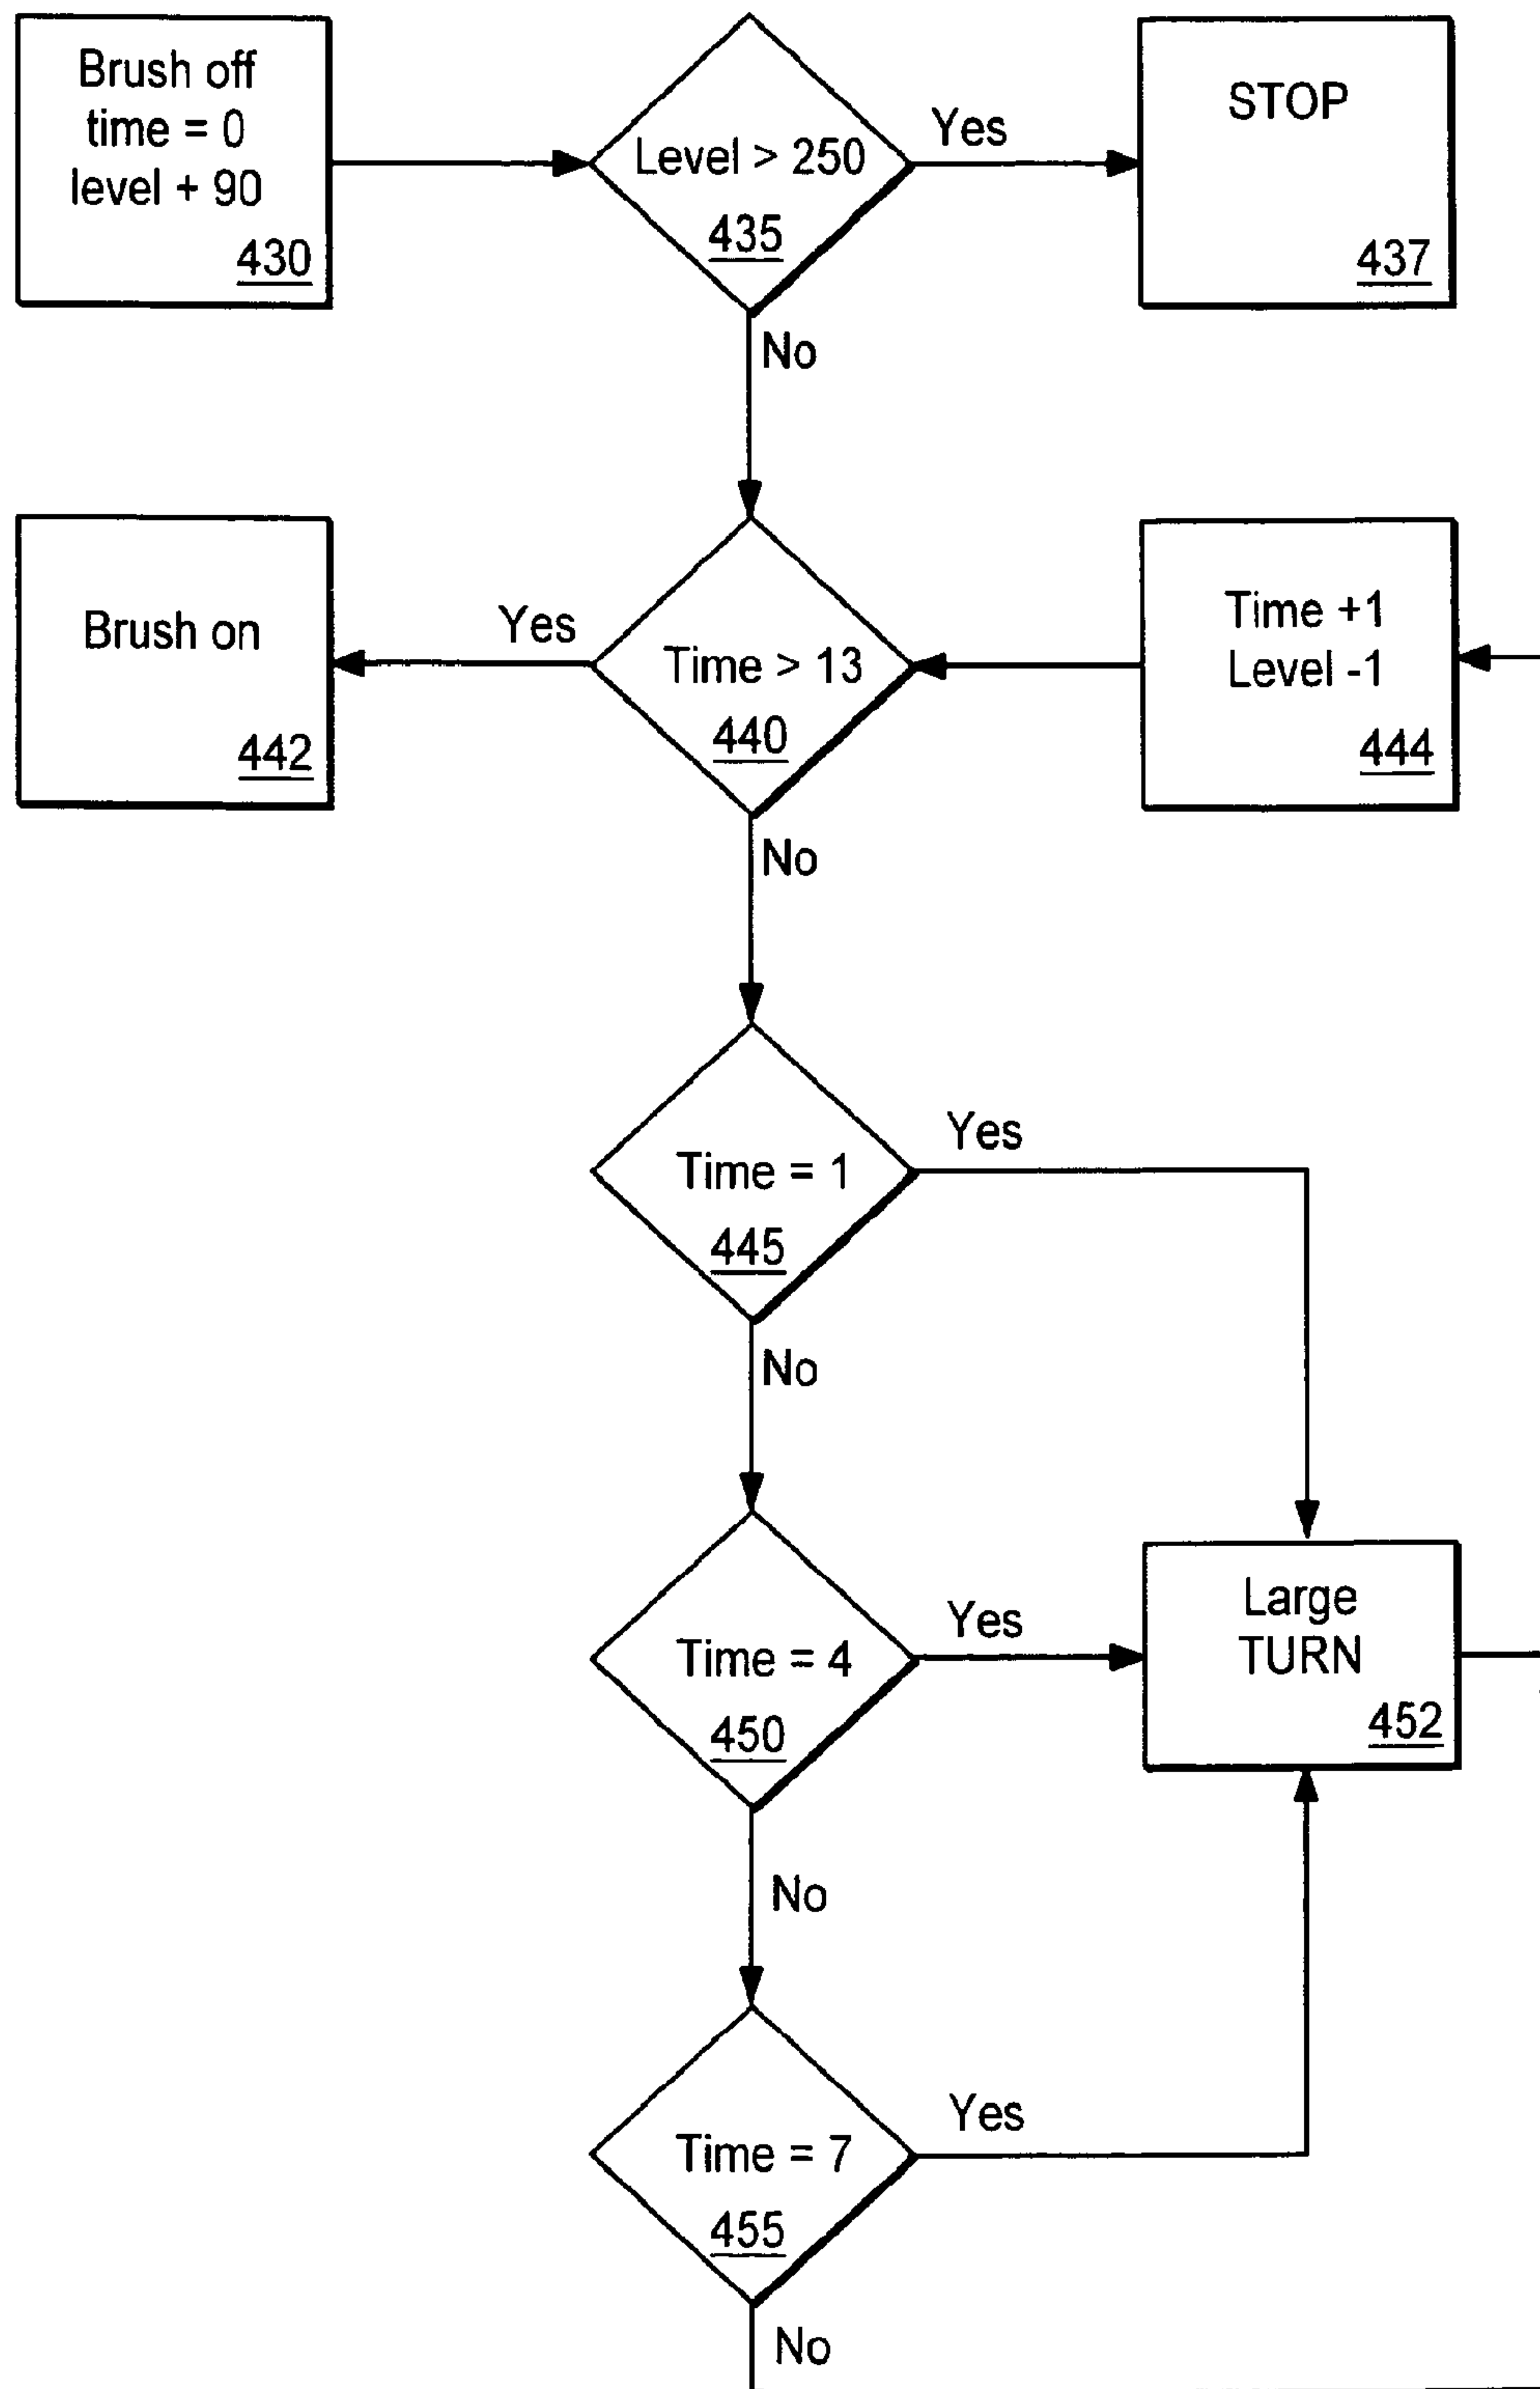 Brush off
time = 0
level + 90
430
Level > 250
435
Yes
STOP
437
No
Brush on
442
Yes
Time > 13
440
Time +1
Level -1
444
No
Time = 1
445
Yes
No
Time = 4
450
Yes
Large
TURN
452
No
Time = 7
455
Yes
No